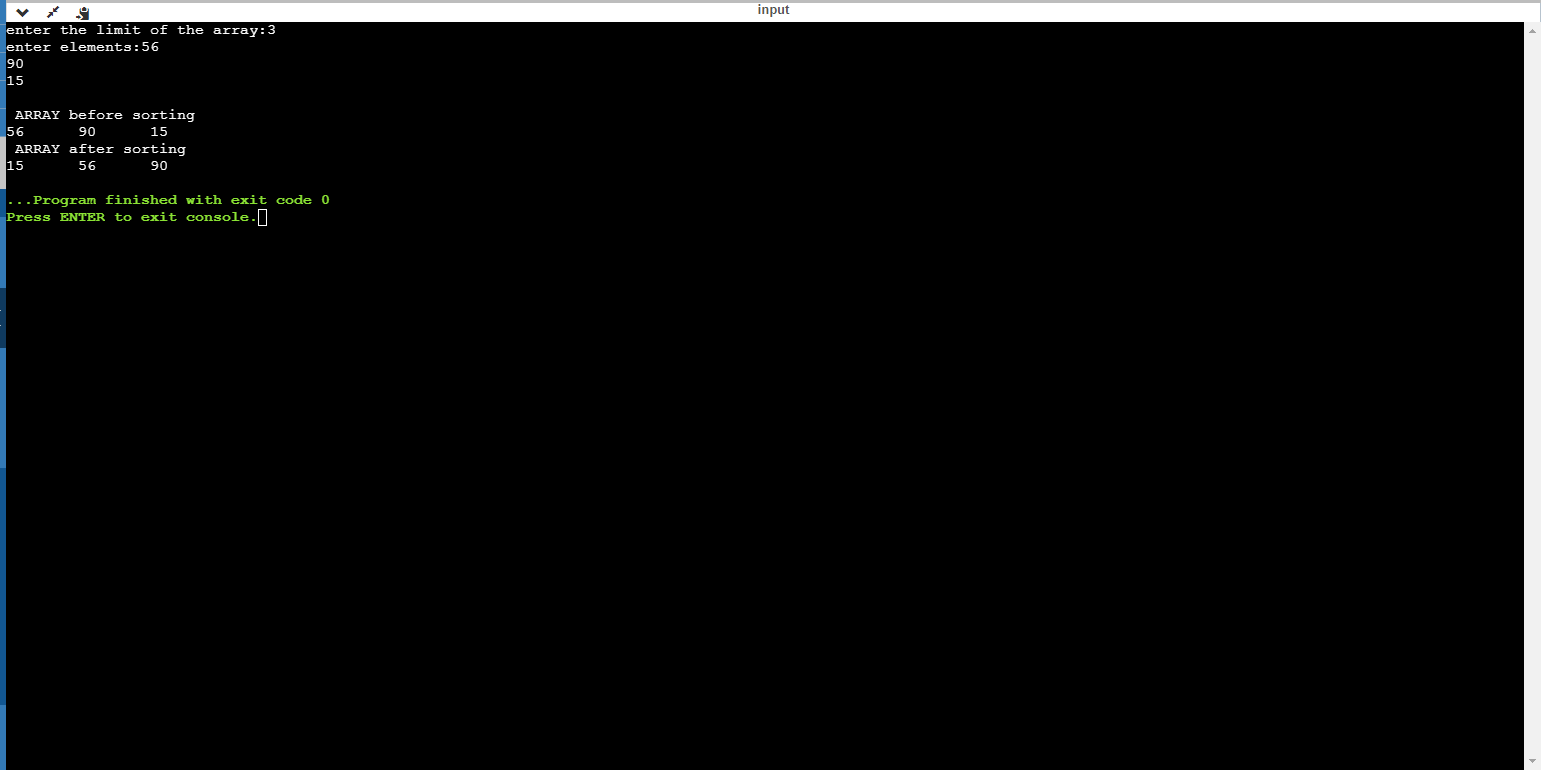 input
enter the limit of the array:3
enter elements:56
90
15
ARRAY before sorting
56 90 15
ARRAY after sorting
15 56 90
...Program finished with exit code 0
Press ENTER to exit console.